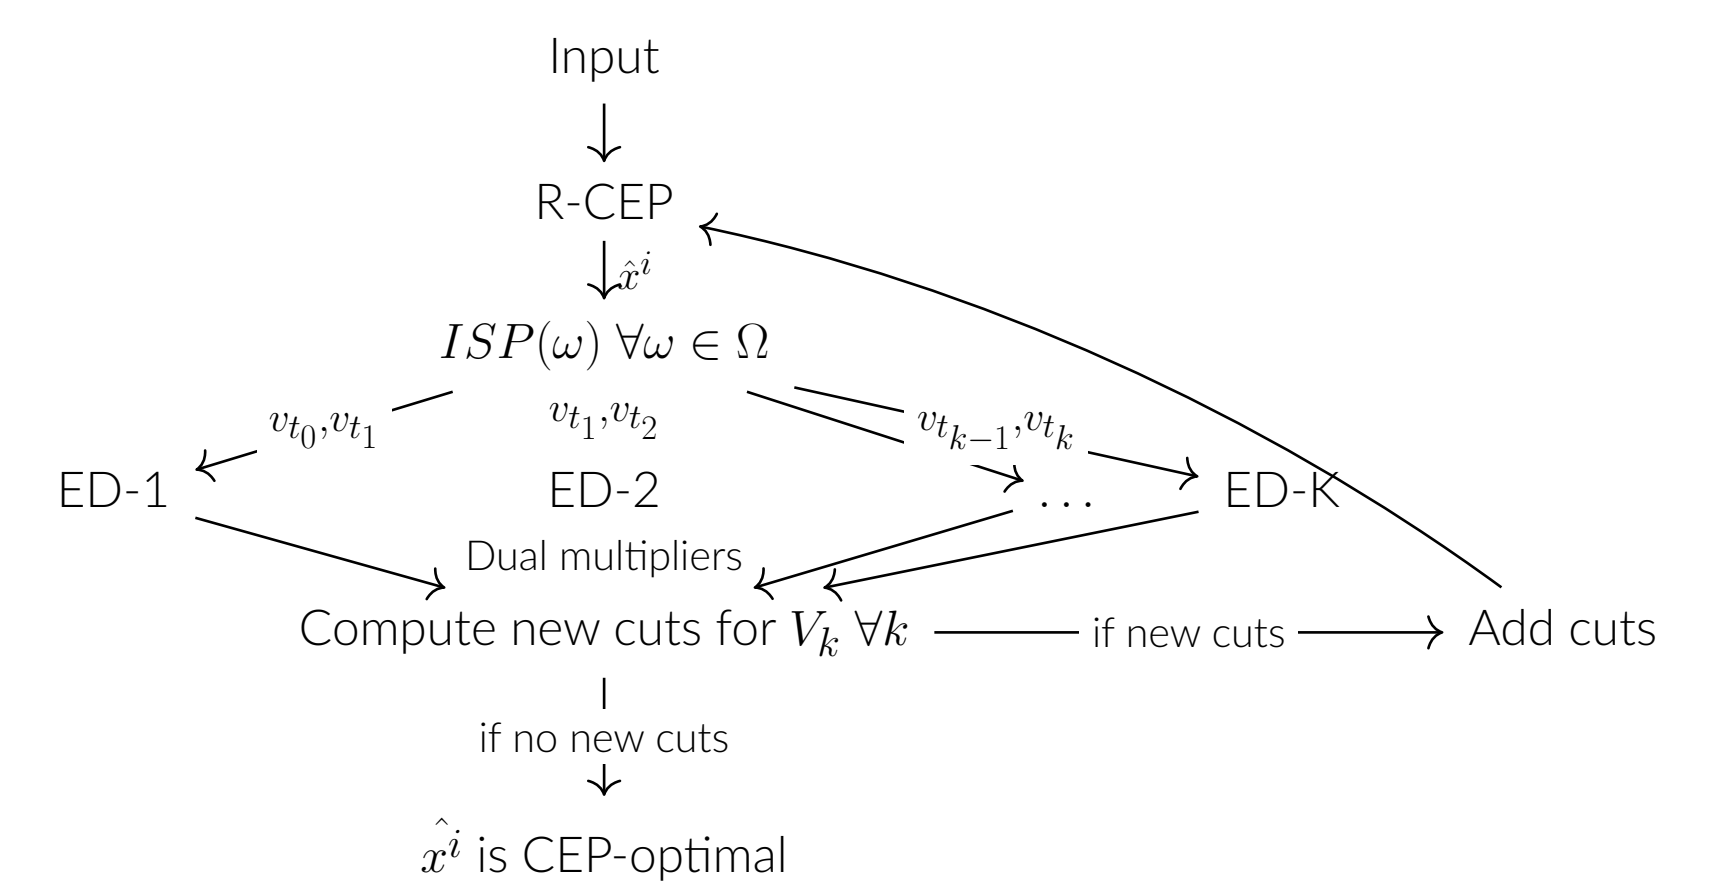 Input
R-CEP
x̂^i
ISP(ω) ∀ω ∈ Ω
v_{t_0},v_{t_1}
v_{t_1},v_{t_2}
v_{t_{k−1}},v_{t_k}
ED-1
ED-2
...
ED-K
Dual multipliers
Compute new cuts for V_k ∀k
if new cuts
Add cuts
if no new cuts
x̂^i is CEP-optimal